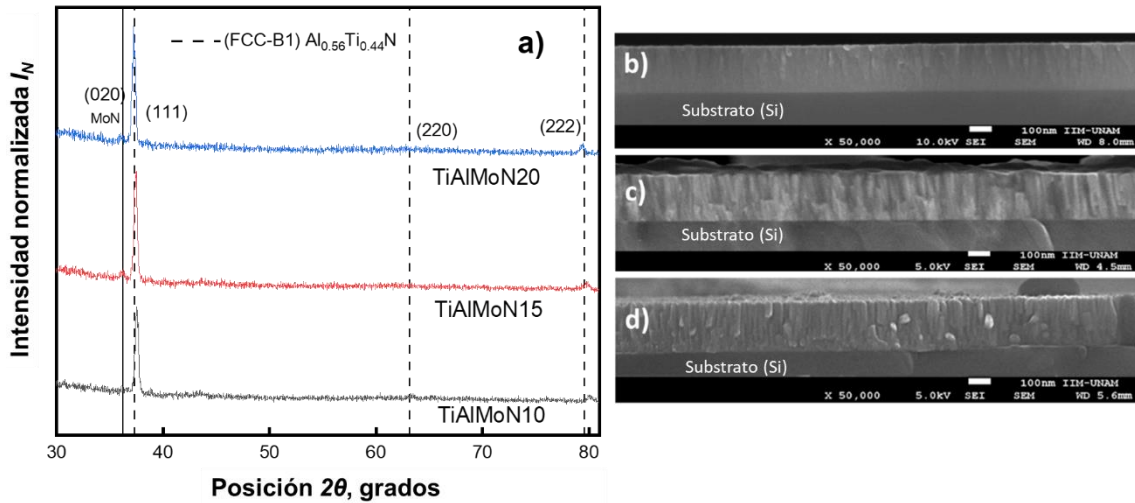 Intensidad normalizada I_N
a)
(FCC-B1) Al0.56Ti0.44N
(020)
MoN
(111)
(220)
(222)
TiAlMoN20
TiAlMoN15
TiAlMoN10
30 40 50 60 70 80
Posición 2θ, grados
b)
Substrato (Si)
100nm IIM-UNAM
X 50,000 10.0kV SEI SEM WD 8.0mm
c)
Substrato (Si)
100nm IIM-UNAM
X 50,000 5.0kV SEI SEM WD 4.5mm
d)
Substrato (Si)
100nm IIM-UNAM
X 50,000 5.0kV SEI SEM WD 5.6mm